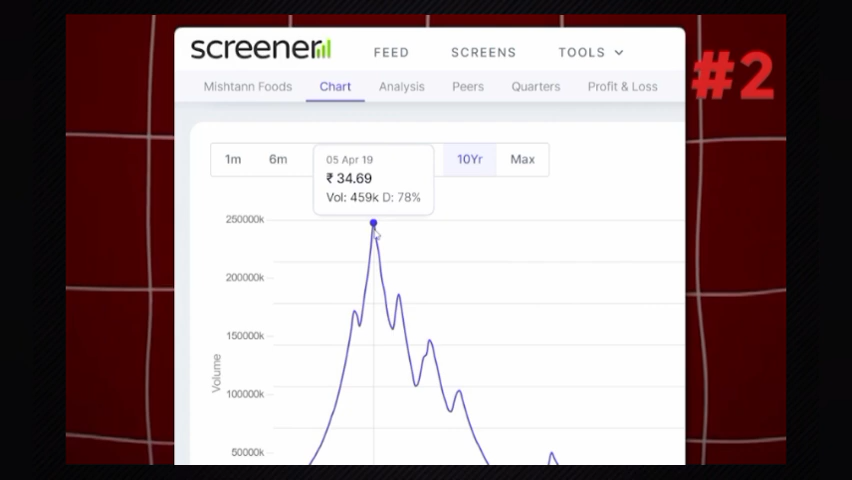 screener
FEED SCREENS TOOLS
#2
Mishtann Foods Chart Analysis Peers Quarters Profit & Loss
1m 6m 10Yr Max
05 Apr 19
₹ 34.69
Vol: 459k D: 78%
250000k
200000k
150000k
100000k
50000k
Volume